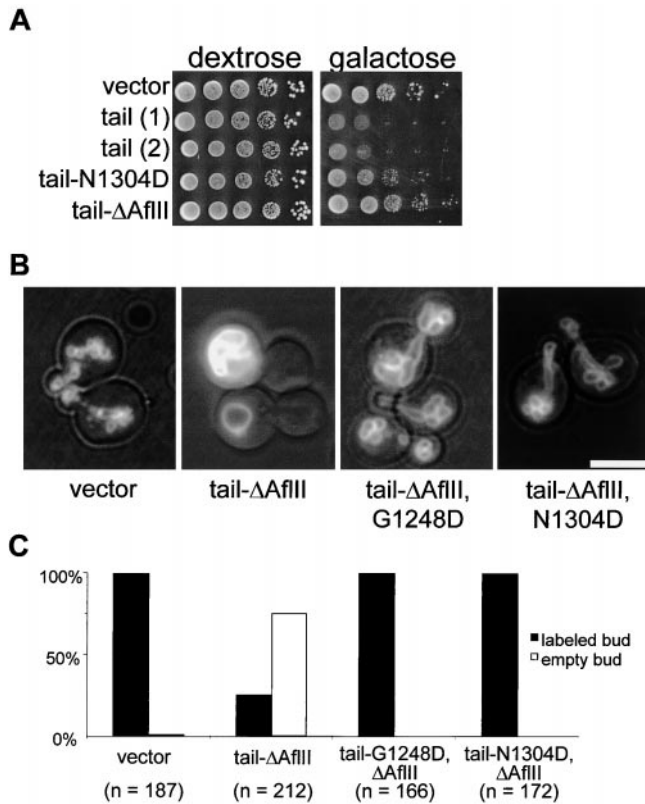 A
dextrose galactose
vector
tail (1)
tail (2)
tail-N1304D
tail-ΔAflII
B
vector tail-ΔAflII tail-ΔAflII, tail-ΔAflII,
G1248D N1304D
C
100%
50%
0%
labeled bud
empty bud
vector tail-ΔAflII tail-G1248D, tail-N1304D,
ΔAflII ΔAflII
(n = 187) (n = 212) (n = 166) (n = 172)